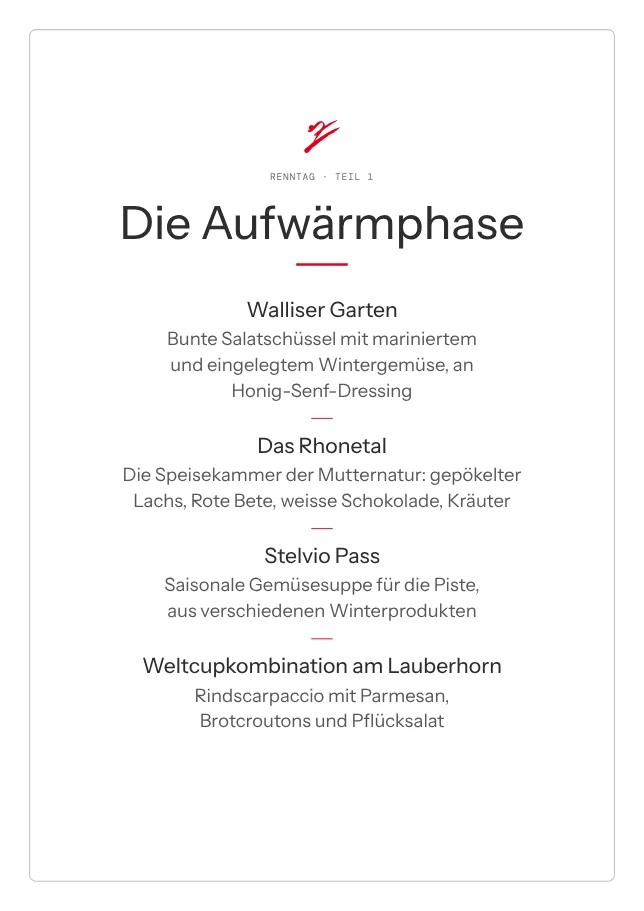 RENNTAG · TEIL 1
Die Aufwärmphase
Walliser Garten
Bunte Salatschüssel mit mariniertem
und eingelegtem Wintergemüse, an
Honig-Senf-Dressing
Das Rhonetal
Die Speisekammer der Mutternatur: gepökelter
Lachs, Rote Bete, weisse Schokolade, Kräuter
Stelvio Pass
Saisonale Gemüsesuppe für die Piste,
aus verschiedenen Winterprodukten
Weltcupkombination am Lauberhorn
Rindscarpaccio mit Parmesan,
Brotcroutons und Pflücksalat